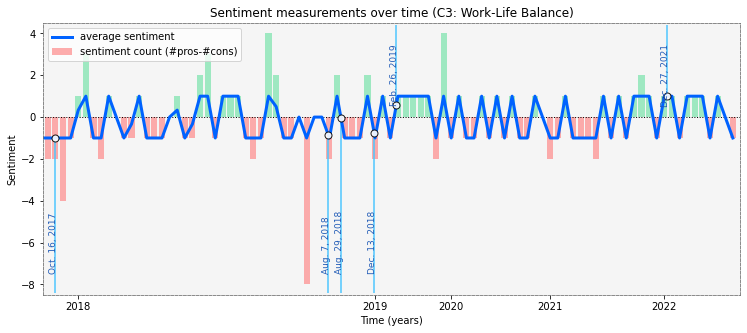 Sentiment measurements over time (C3: Work-Life Balance)
average sentiment
sentiment count (#pros-#cons)
Sentiment
4
2
0
−2
−4
−6
−8
Oct. 16, 2017
Aug. 7, 2018
Aug. 29, 2018
Dec. 13, 2018
Feb. 26, 2019
Dec. 27, 2021
2018
2019
2020
2021
2022
Time (years)